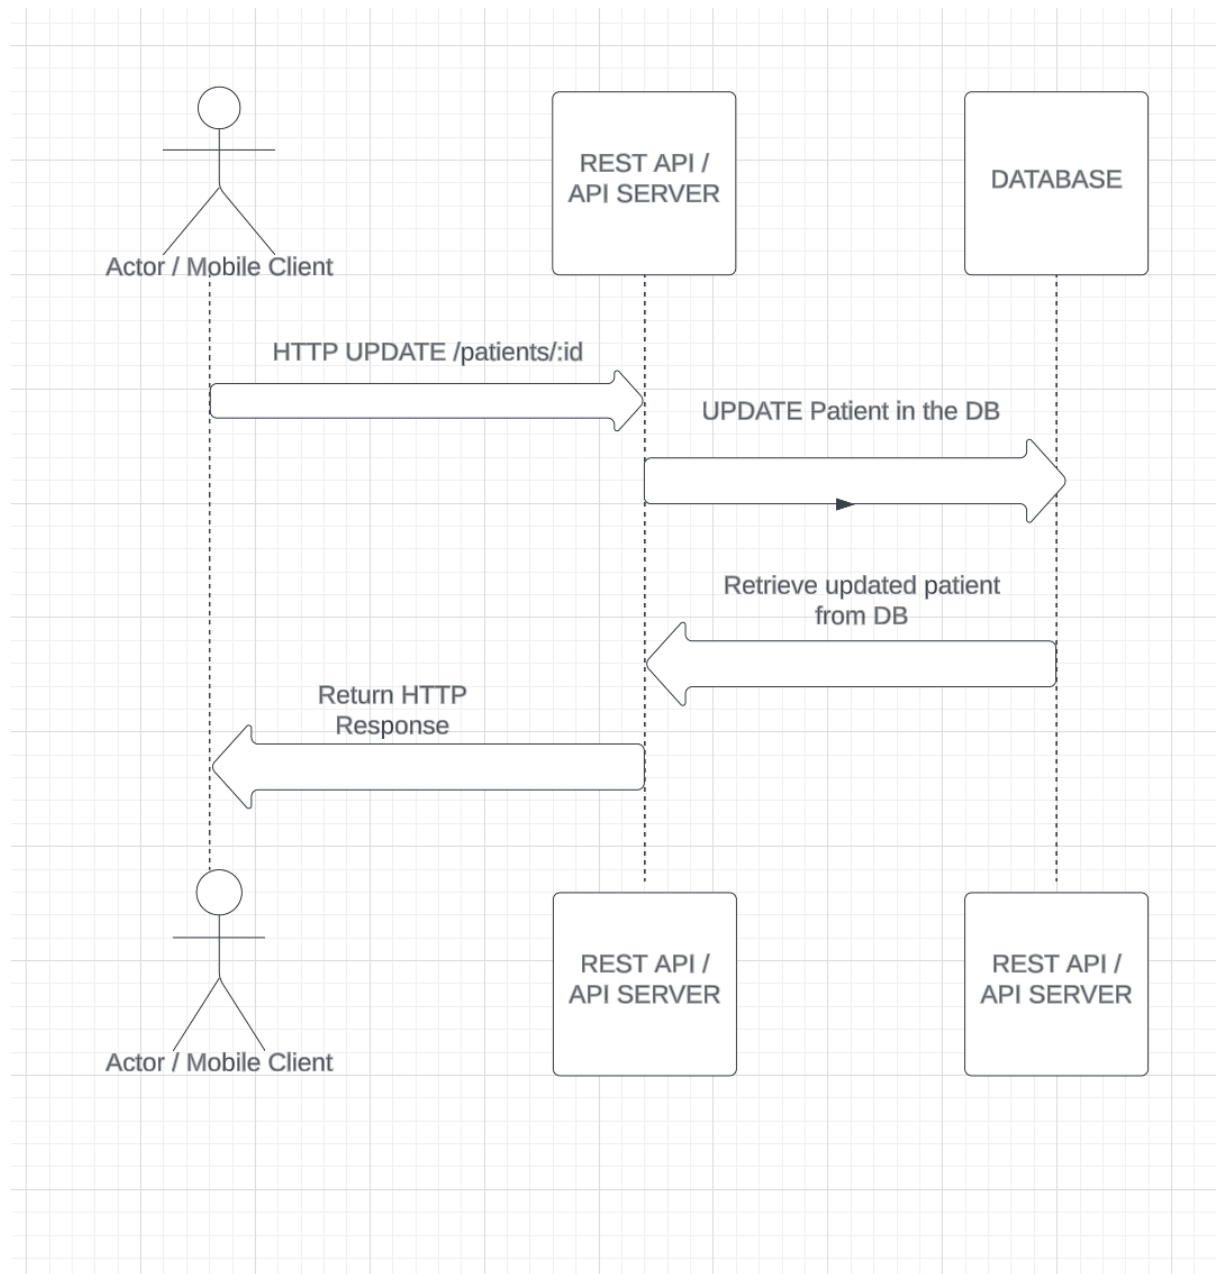 REST API /
API SERVER
DATABASE
Actor / Mobile Client
HTTP UPDATE /patients/:id
UPDATE Patient in the DB
Retrieve updated patient
from DB
Return HTTP
Response
REST API /
API SERVER
REST API /
API SERVER
Actor / Mobile Client